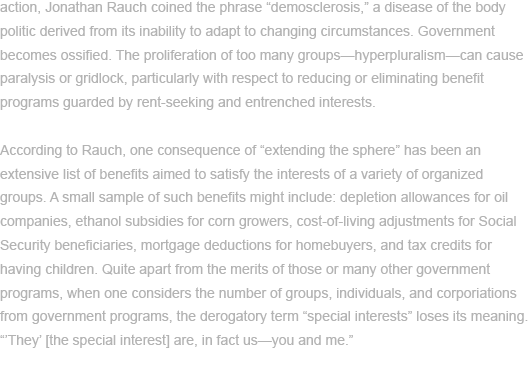 action, Jonathan Rauch coined the phrase “demosclerosis,” a disease of the body
politic derived from its inability to adapt to changing circumstances. Government
becomes ossified. The proliferation of too many groups—hyperpluralism—can cause
paralysis or gridlock, particularly with respect to reducing or eliminating benefit
programs guarded by rent-seeking and entrenched interests.

According to Rauch, one consequence of “extending the sphere” has been an
extensive list of benefits aimed to satisfy the interests of a variety of organized
groups. A small sample of such benefits might include: depletion allowances for oil
companies, ethanol subsidies for corn growers, cost-of-living adjustments for Social
Security beneficiaries, mortgage deductions for homebuyers, and tax credits for
having children. Quite apart from the merits of those or many other government
programs, when one considers the number of groups, individuals, and corporiations
from government programs, the derogatory term “special interests” loses its meaning.
“’They’ [the special interest] are, in fact us—you and me.”